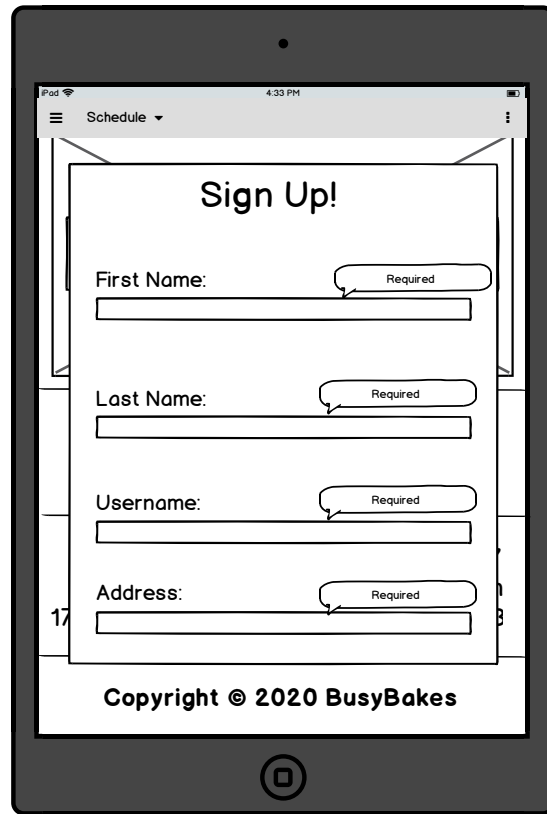 iPad 4:33 PM
Schedule
Sign Up!
First Name: Required
Last Name: Required
Username: Required
Address: Required
17
Copyright © 2020 BusyBakes